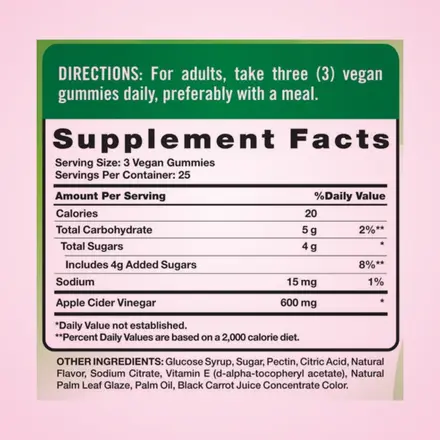 DIRECTIONS: For adults, take three (3) vegan
gummies daily, preferably with a meal.
Supplement Facts
Serving Size: 3 Vegan Gummies
Servings Per Container: 25
Amount Per Serving %Daily Value
Calories 20
Total Carbohydrate 5 g 2%**
Total Sugars 4 g *
Includes 4g Added Sugars 8%**
Sodium 15 mg 1%
Apple Cider Vinegar 600 mg *
*Daily Value not established.
**Percent Daily Values are based on a 2,000 calorie diet.
OTHER INGREDIENTS: Glucose Syrup, Sugar, Pectin, Citric Acid, Natural
Flavor, Sodium Citrate, Vitamin E (d-alpha-tocopheryl acetate), Natural
Palm Leaf Glaze, Palm Oil, Black Carrot Juice Concentrate Color.